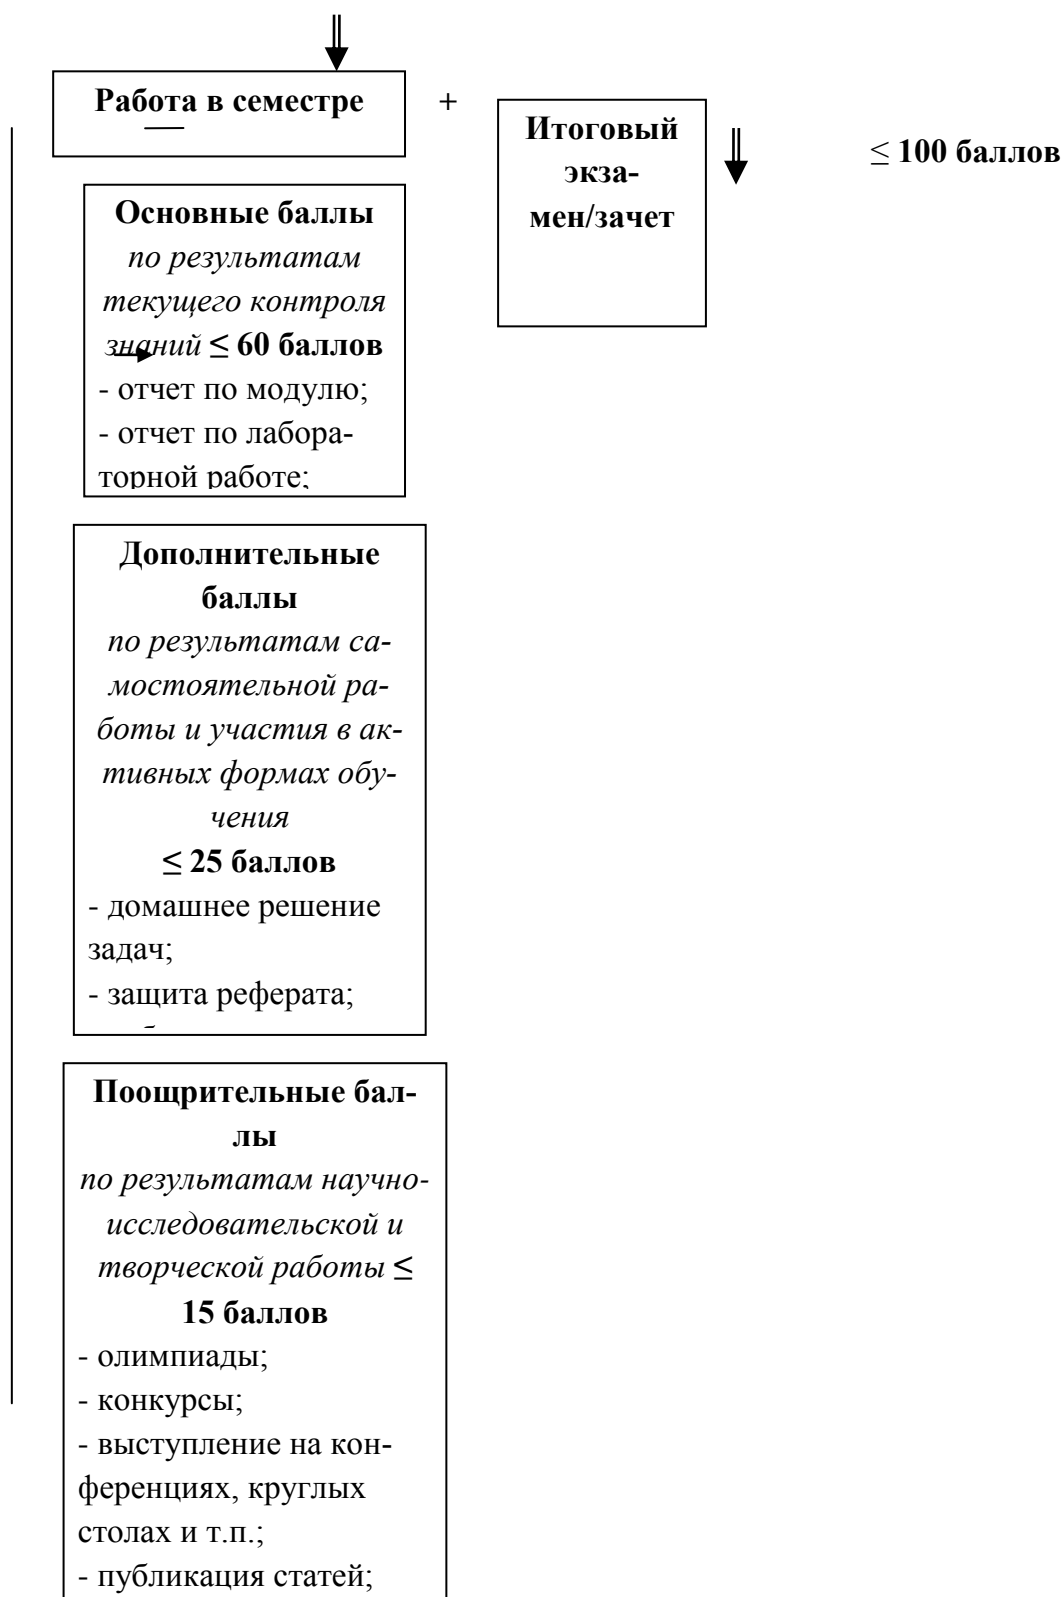 Работа в семестре
+
Итоговый
экза-
мен/зачет
≤ 100 баллов
Основные баллы
по результатам
текущего контроля
знаний ≤ 60 баллов
- отчет по модулю;
- отчет по лабора-
торной работе;
Дополнительные
баллы
по результатам са-
мостоятельной ра-
боты и участия в ак-
тивных формах обу-
чения
≤ 25 баллов
- домашнее решение
задач;
- защита реферата;
Поощрительные бал-
лы
по результатам научно-
исследовательской и
творческой работы ≤
15 баллов
- олимпиады;
- конкурсы;
- выступление на кон-
ференциях, круглых
столах и т.п.;
- публикация статей;